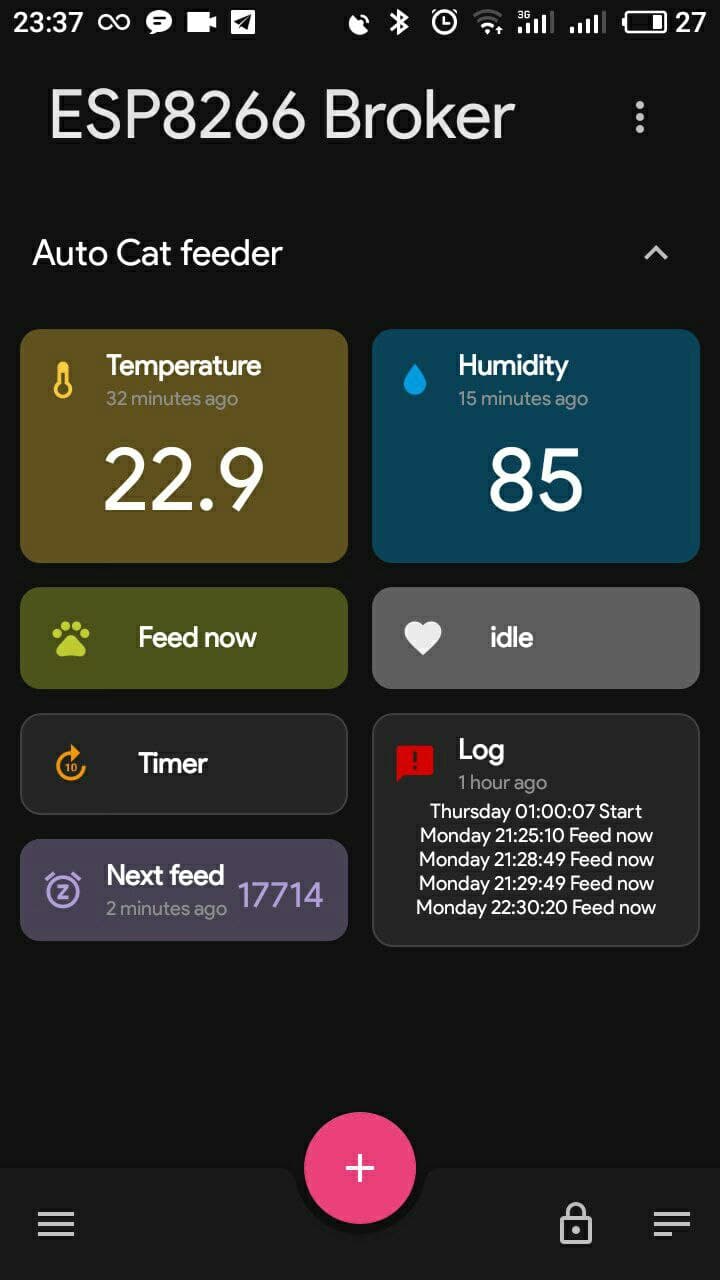 23:37
3G
27
ESP8266 Broker
Auto Cat feeder
Temperature
32 minutes ago
22.9
Humidity
15 minutes ago
85
Feed now
idle
10
Timer
Log
1 hour ago
Thursday 01:00:07 Start
Monday 21:25:10 Feed now
Monday 21:28:49 Feed now
Monday 21:29:49 Feed now
Monday 22:30:20 Feed now
Z
Next feed
2 minutes ago
17714